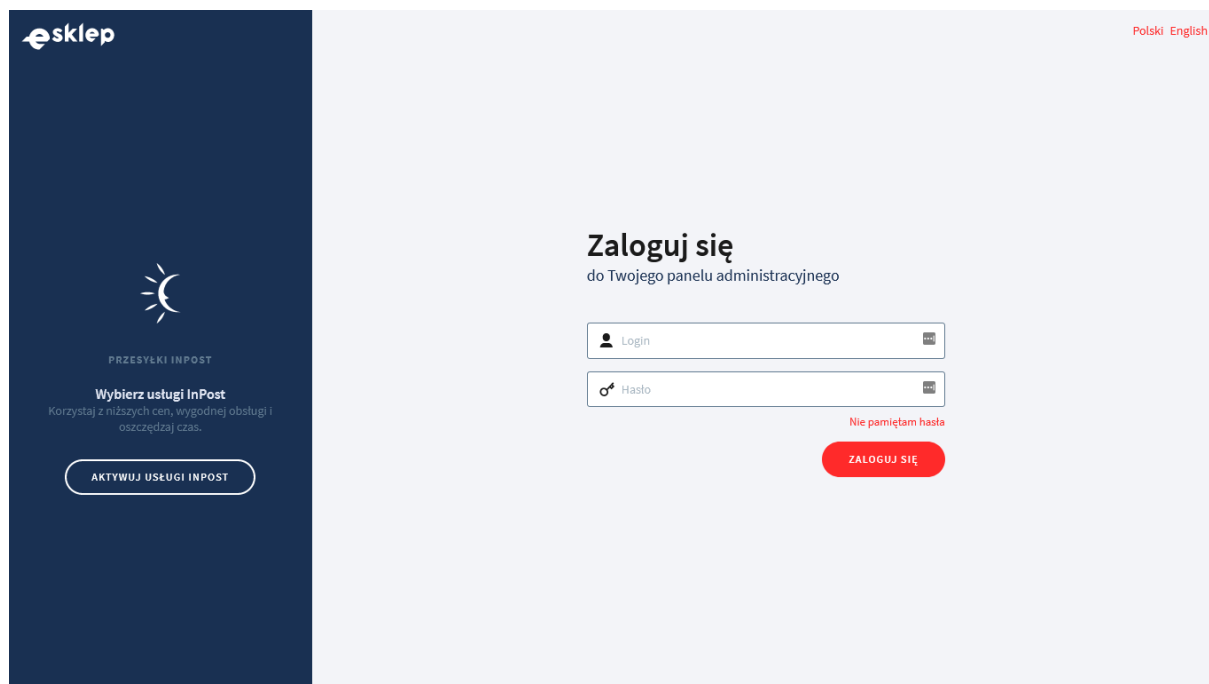 esklep
Polski English
PRZESYŁKI INPOST
Wybierz usługi InPost
Korzystaj z niższych cen, wygodnej obsługi i
oszczędzaj czas.
AKTYWUJ USŁUGI INPOST
Zaloguj się
do Twojego panelu administracyjnego
Login
Hasło
Nie pamiętam hasła
ZALOGUJ SIĘ